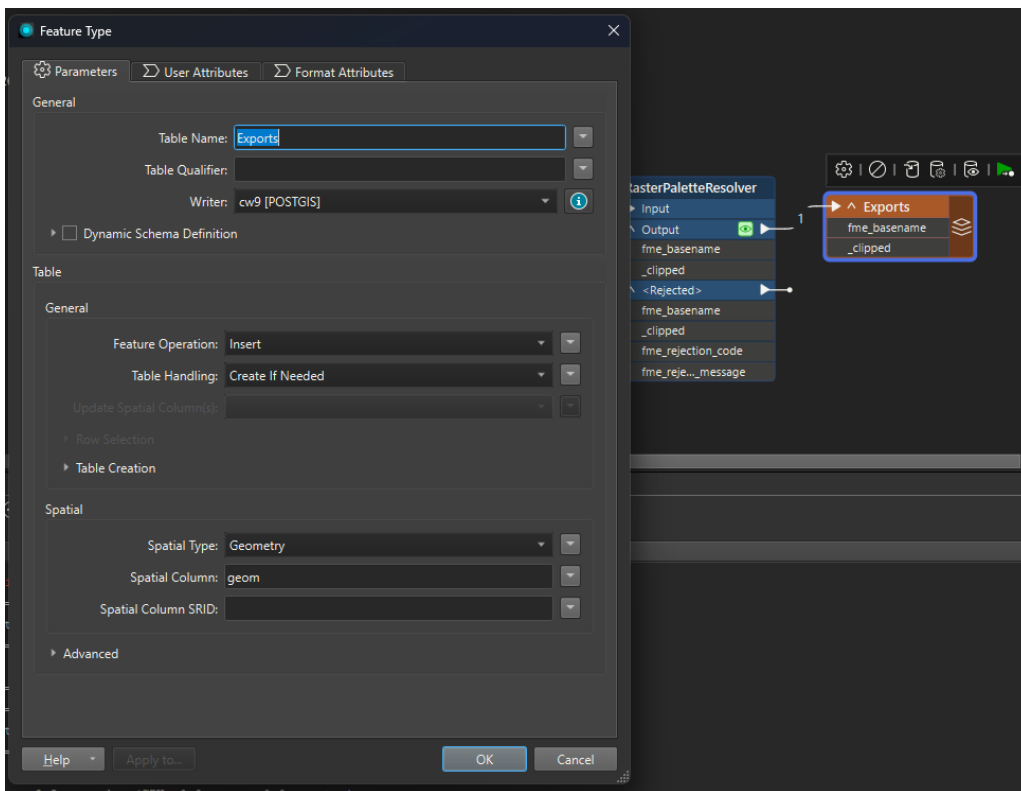 Feature Type
Parameters
User Attributes
Format Attributes
General
Table Name: Exports
Table Qualifier:
Writer: cw9 [POSTGIS]
Dynamic Schema Definition
Table
General
Feature Operation: Insert
Table Handling: Create If Needed
Update Spatial Column(s):
Row Selection
Table Creation
Spatial
Spatial Type: Geometry
Spatial Column: geom
Spatial Column SRID:
Advanced
Help
Apply to...
OK
Cancel
RasterPaletteResolver
Input
Output
fme_basename
_clipped
<Rejected>
fme_basename
_clipped
fme_rejection_code
fme_reje..._message
1
Exports
fme_basename
_clipped